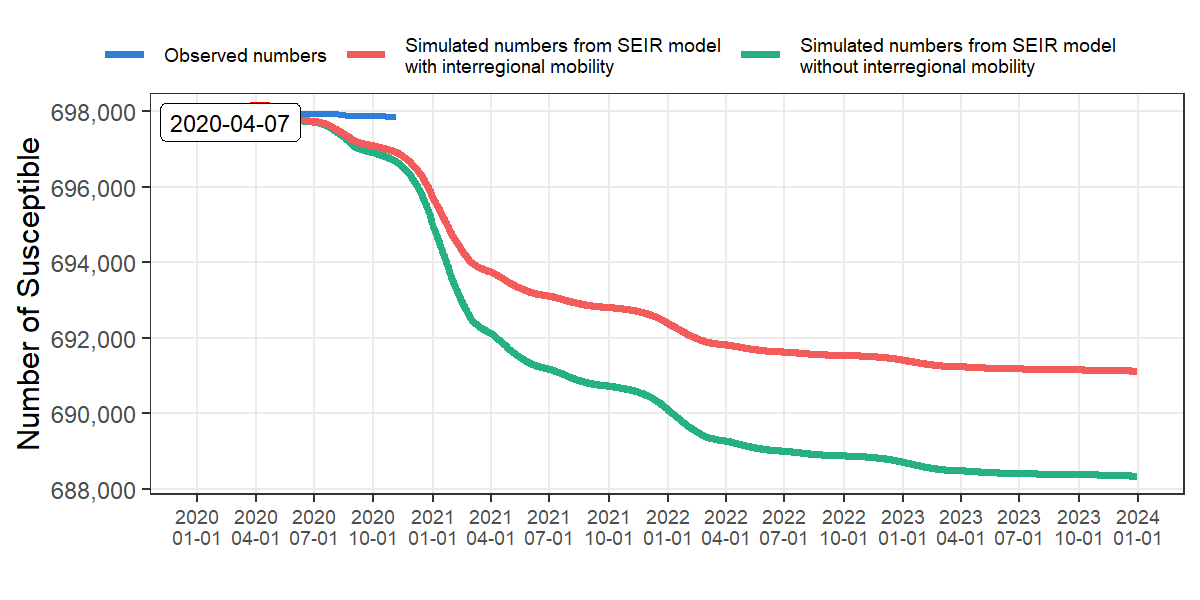 Observed numbers
Simulated numbers from SEIR model
with interregional mobility
Simulated numbers from SEIR model
without interregional mobility
Number of Susceptible
698,000
696,000
694,000
692,000
690,000
688,000
2020-04-07
2020 2020 2020 2020 2021 2021 2021 2021 2022 2022 2022 2022 2023 2023 2023 2023 2024
01-01 04-01 07-01 10-01 01-01 04-01 07-01 10-01 01-01 04-01 07-01 10-01 01-01 04-01 07-01 10-01 01-01